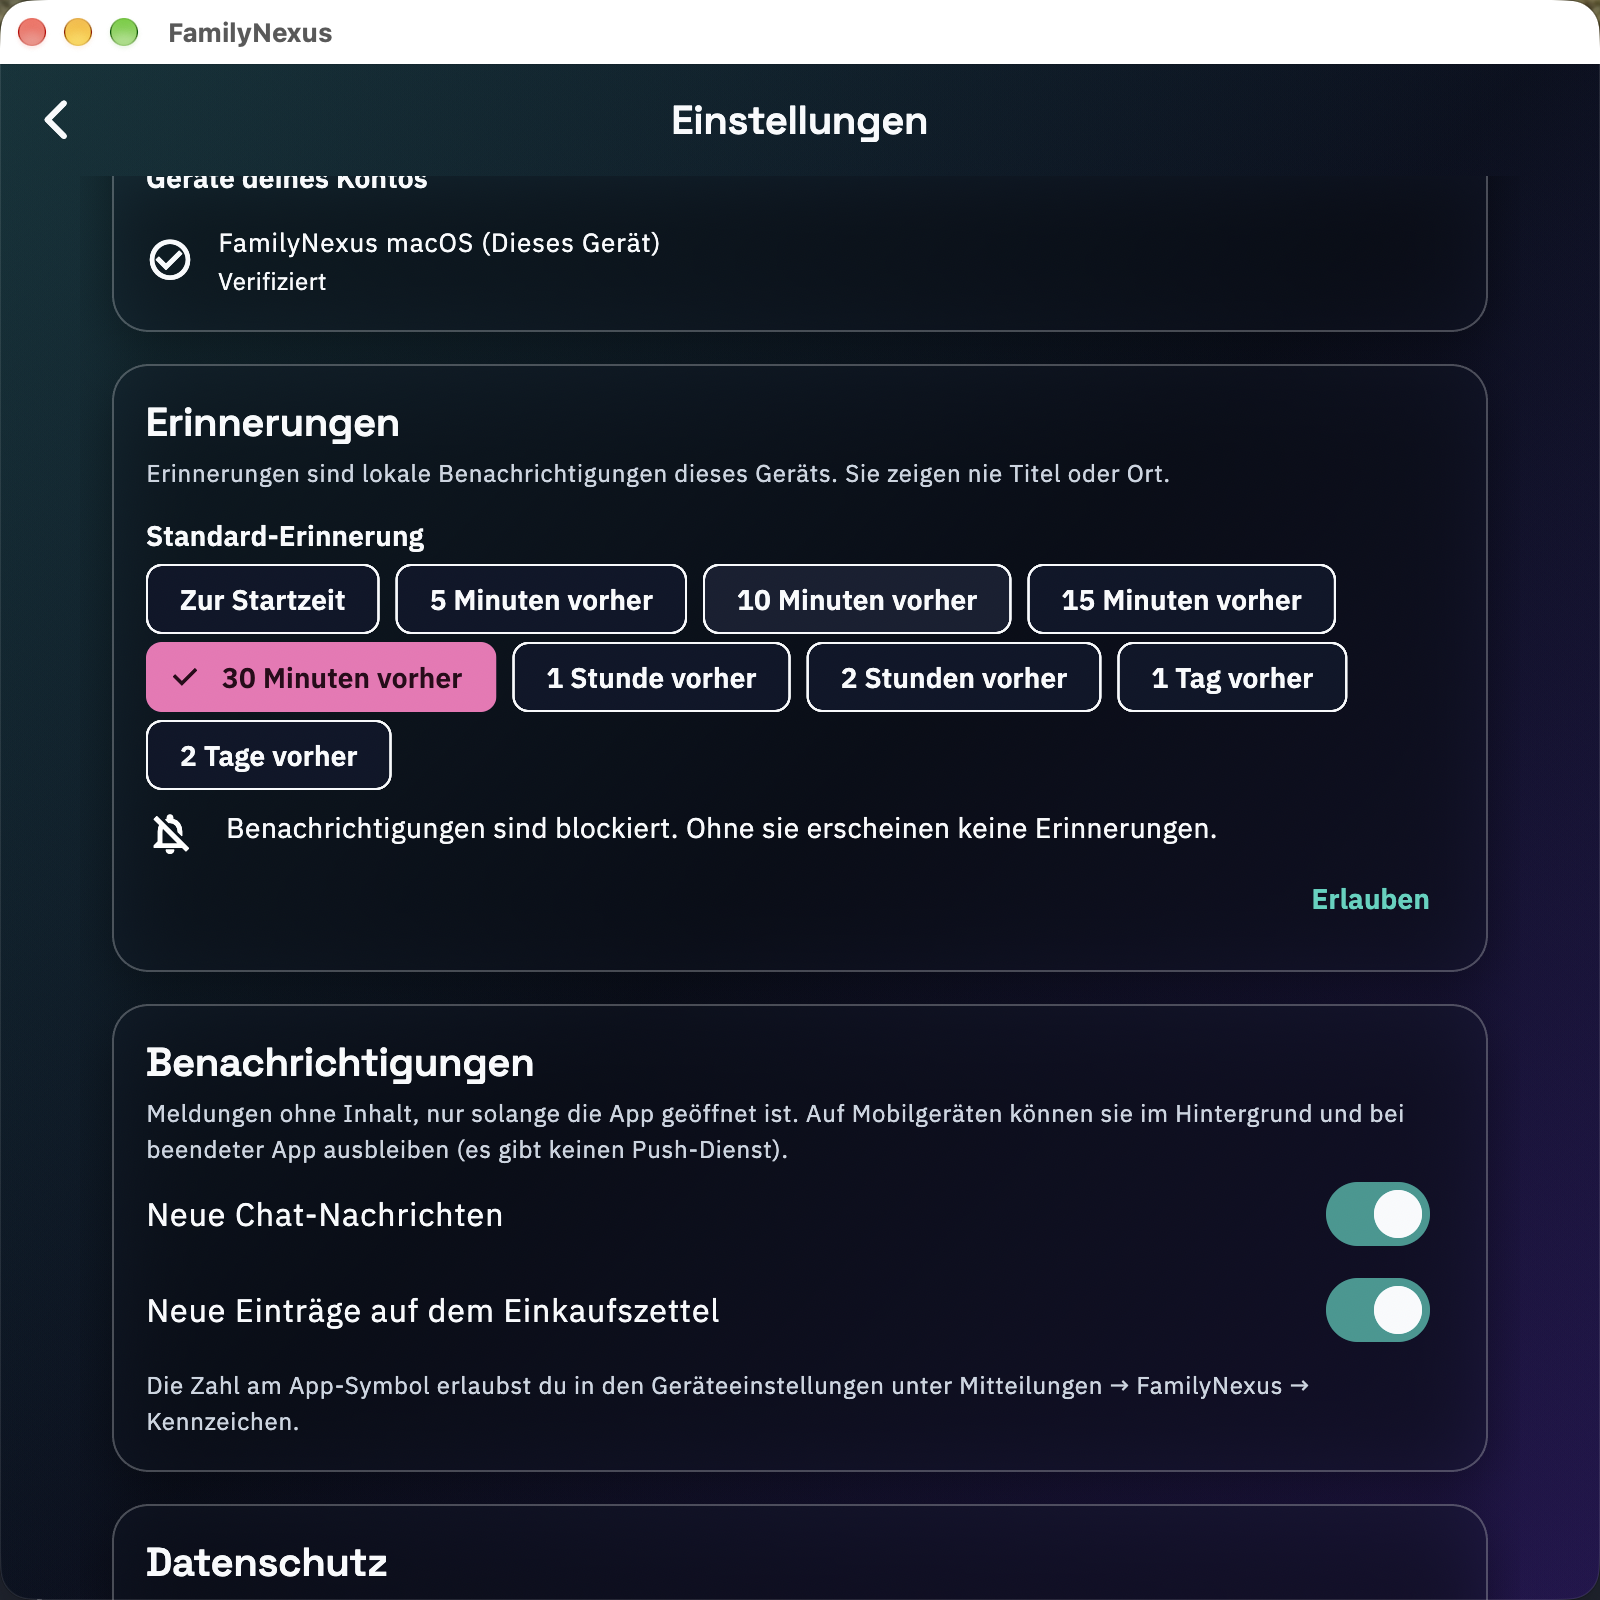 FamilyNexus
Einstellungen
Geräte deines Kontos
FamilyNexus macOS (Dieses Gerät)
Verifiziert
Erinnerungen
Erinnerungen sind lokale Benachrichtigungen dieses Geräts. Sie zeigen nie Titel oder Ort.
Standard-Erinnerung
Zur Startzeit
5 Minuten vorher
10 Minuten vorher
15 Minuten vorher
30 Minuten vorher
1 Stunde vorher
2 Stunden vorher
1 Tag vorher
2 Tage vorher
Benachrichtigungen sind blockiert. Ohne sie erscheinen keine Erinnerungen.
Erlauben
Benachrichtigungen
Meldungen ohne Inhalt, nur solange die App geöffnet ist. Auf Mobilgeräten können sie im Hintergrund und bei
beendeter App ausbleiben (es gibt keinen Push-Dienst).
Neue Chat-Nachrichten
Neue Einträge auf dem Einkaufszettel
Die Zahl am App-Symbol erlaubst du in den Geräteeinstellungen unter Mitteilungen → FamilyNexus →
Kennzeichen.
Datenschutz